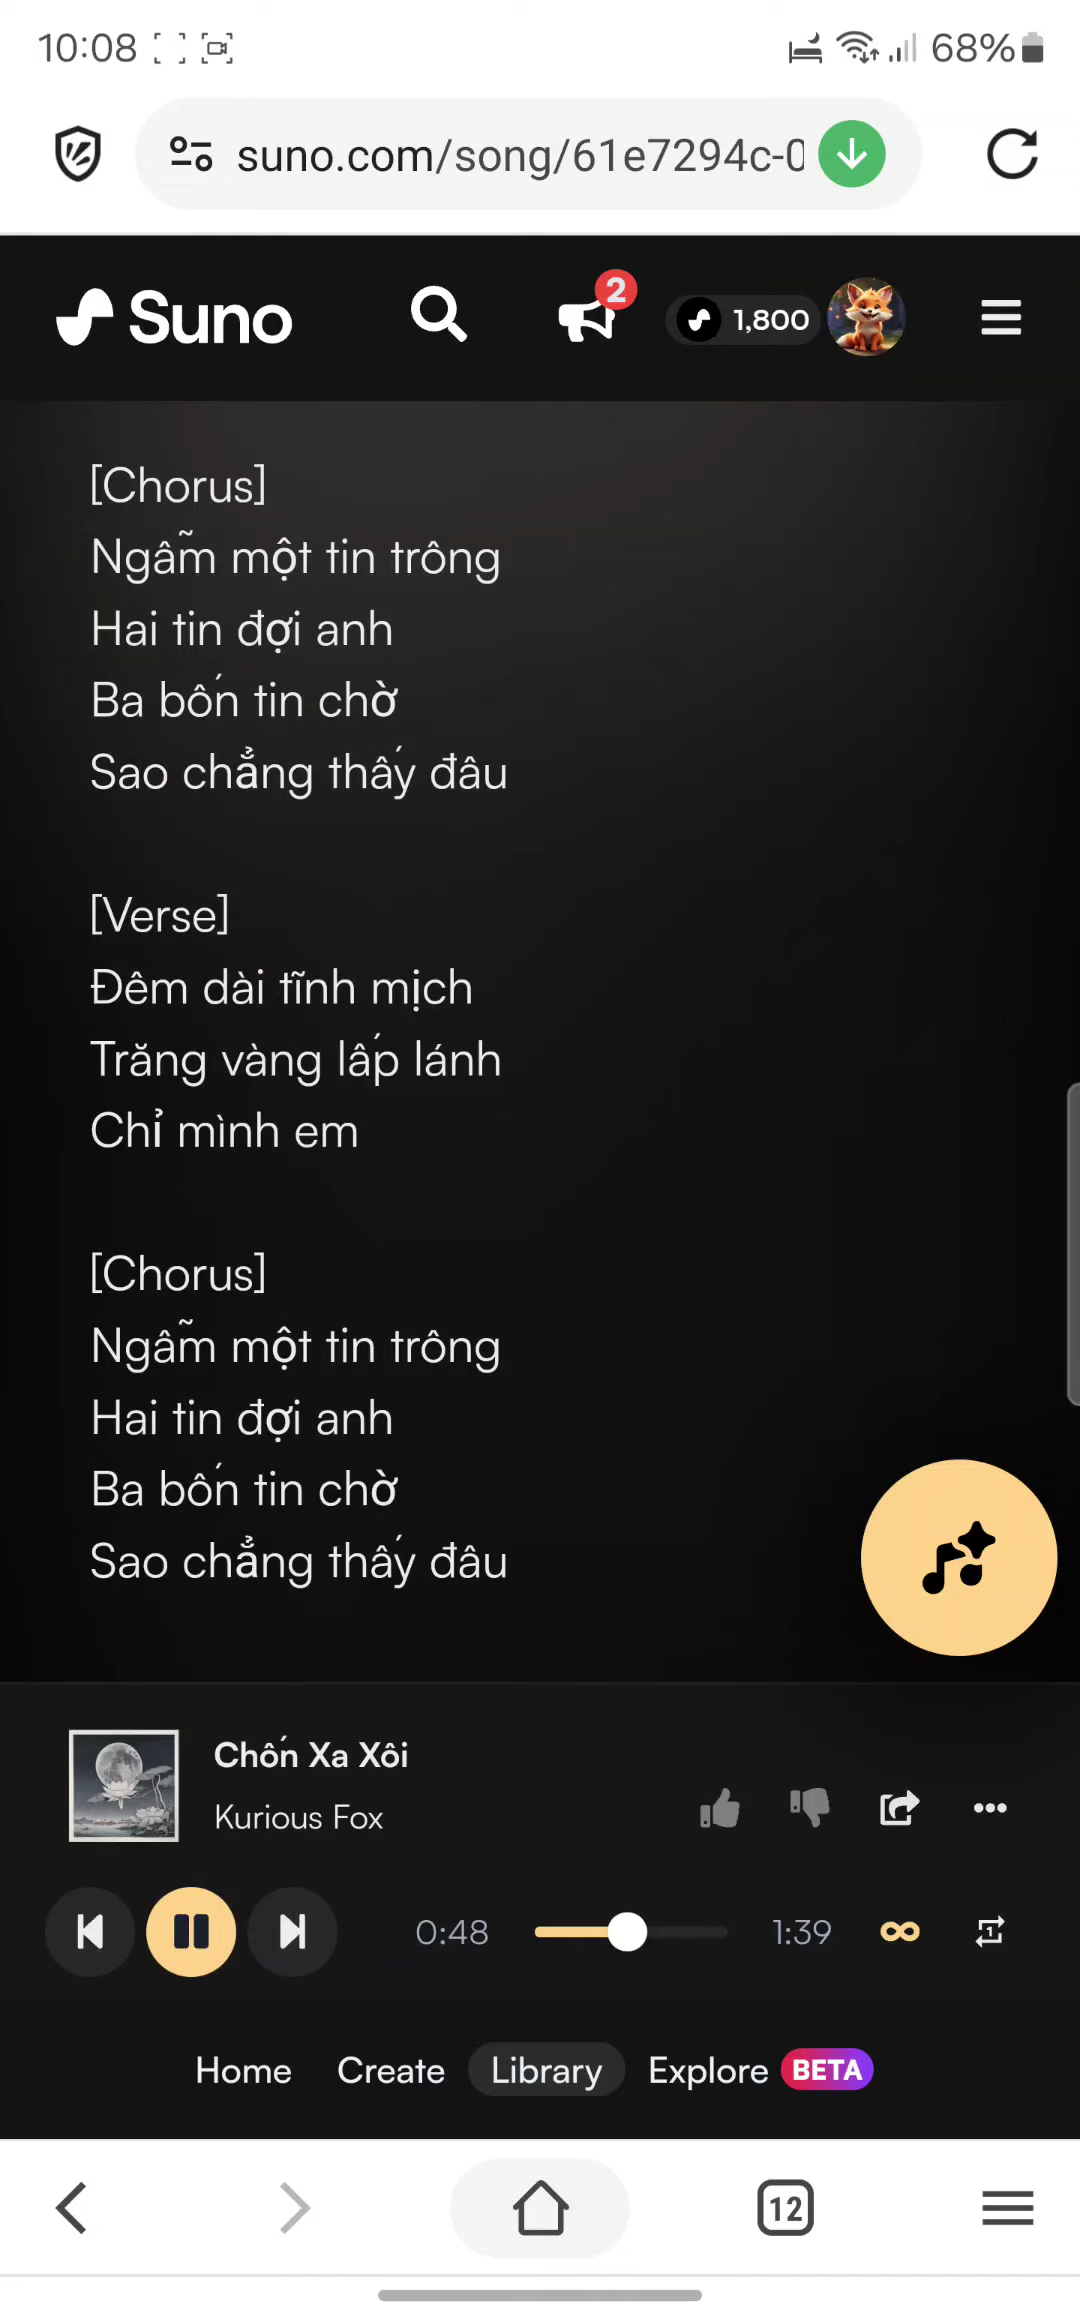 10:08
68%
suno.com/song/61e7294c-0
Suno
2
1,800
[Chorus]
Ngẫm một tin trông
Hai tin đợi anh
Ba bốn tin chờ
Sao chẳng thấy đâu
[Verse]
Đêm dài tĩnh mịch
Trăng vàng lấp lánh
Chỉ mình em
[Chorus]
Ngẫm một tin trông
Hai tin đợi anh
Ba bốn tin chờ
Sao chẳng thấy đâu
Chốn Xa Xôi
Kurious Fox
0:48
1:39
1
Home Create Library Explore BETA
12